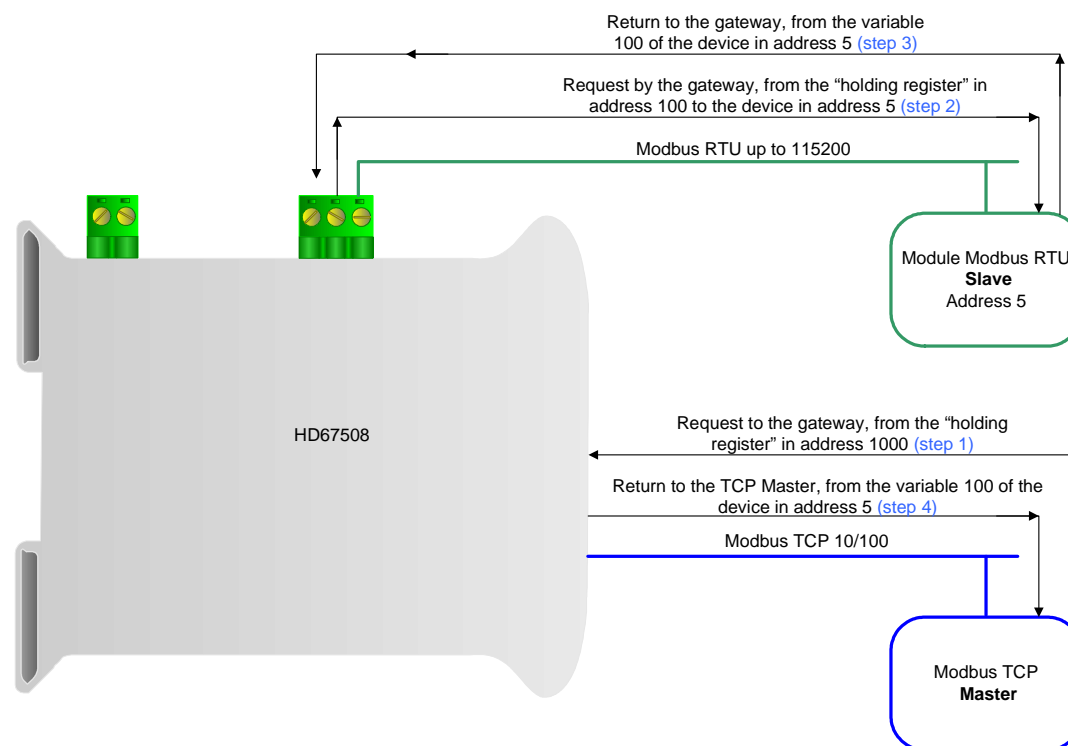 Return to the gateway, from the variable
100 of the device in address 5 (step 3)
Request by the gateway, from the “holding register” in
address 100 to the device in address 5 (step 2)
Modbus RTU up to 115200
Module Modbus RTU
Slave
Address 5
HD67508
Request to the gateway, from the “holding
register” in address 1000 (step 1)
Return to the TCP Master, from the variable 100 of the
device in address 5 (step 4)
Modbus TCP 10/100
Modbus TCP
Master